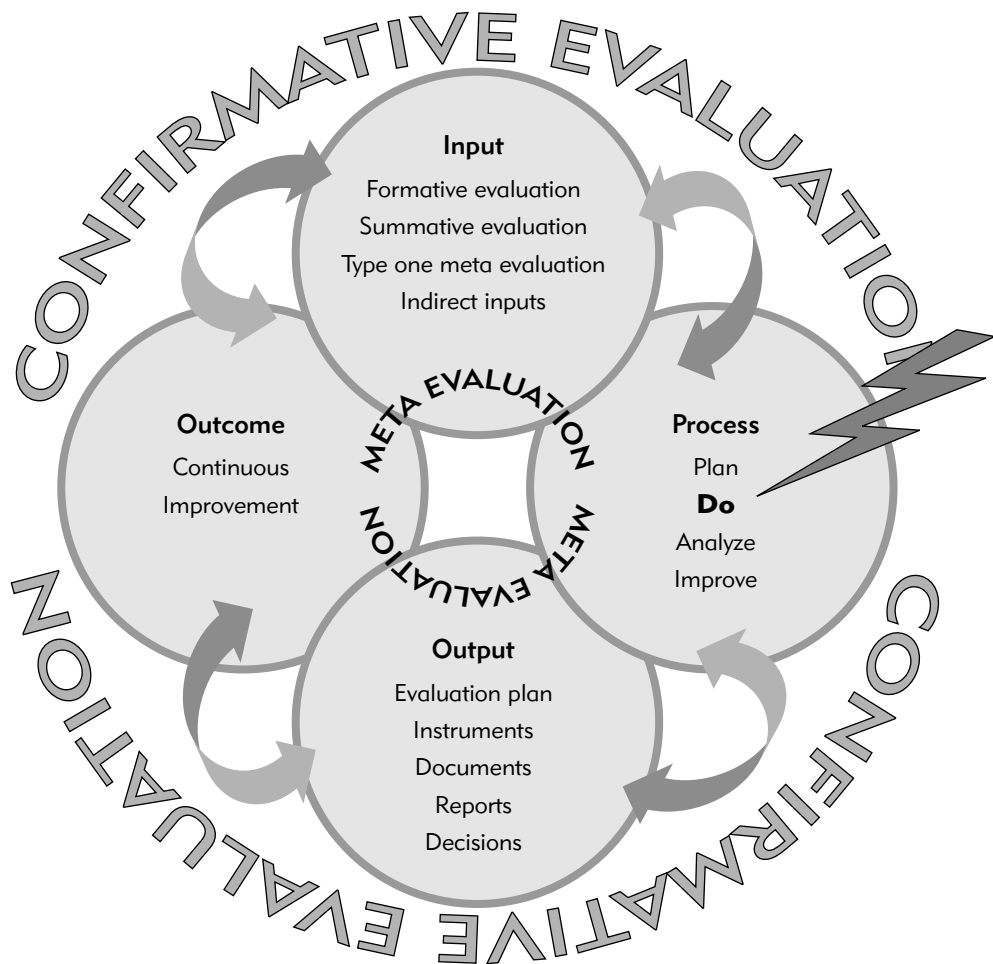 CONFIRMATIVE EVALUATION
Input
Formative evaluation
Summative evaluation
Type one meta evaluation
Indirect inputs
META EVALUATION
Outcome
Continuous
Improvement
Process
Plan
Do
Analyze
Improve
META EVALUATION
Output
Evaluation plan
Instruments
Documents
Reports
Decisions
CONFIRMATIVE EVALUATION